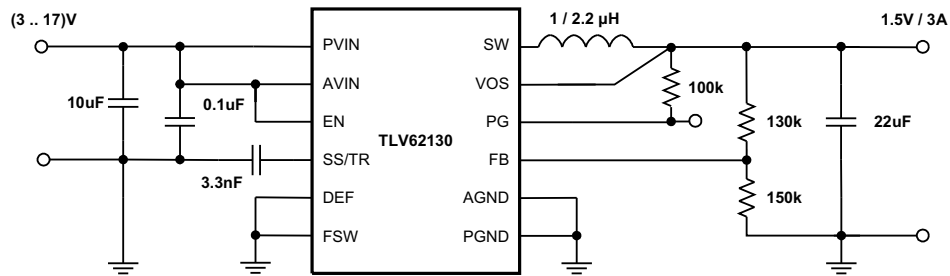 (3 .. 17)V
1 / 2.2 µH
1.5V / 3A
PVIN
SW
AVIN
VOS
100k
10uF
0.1uF
EN
PG
130k
22uF
TLV62130
SS/TR
FB
3.3nF
DEF
AGND
150k
FSW
PGND